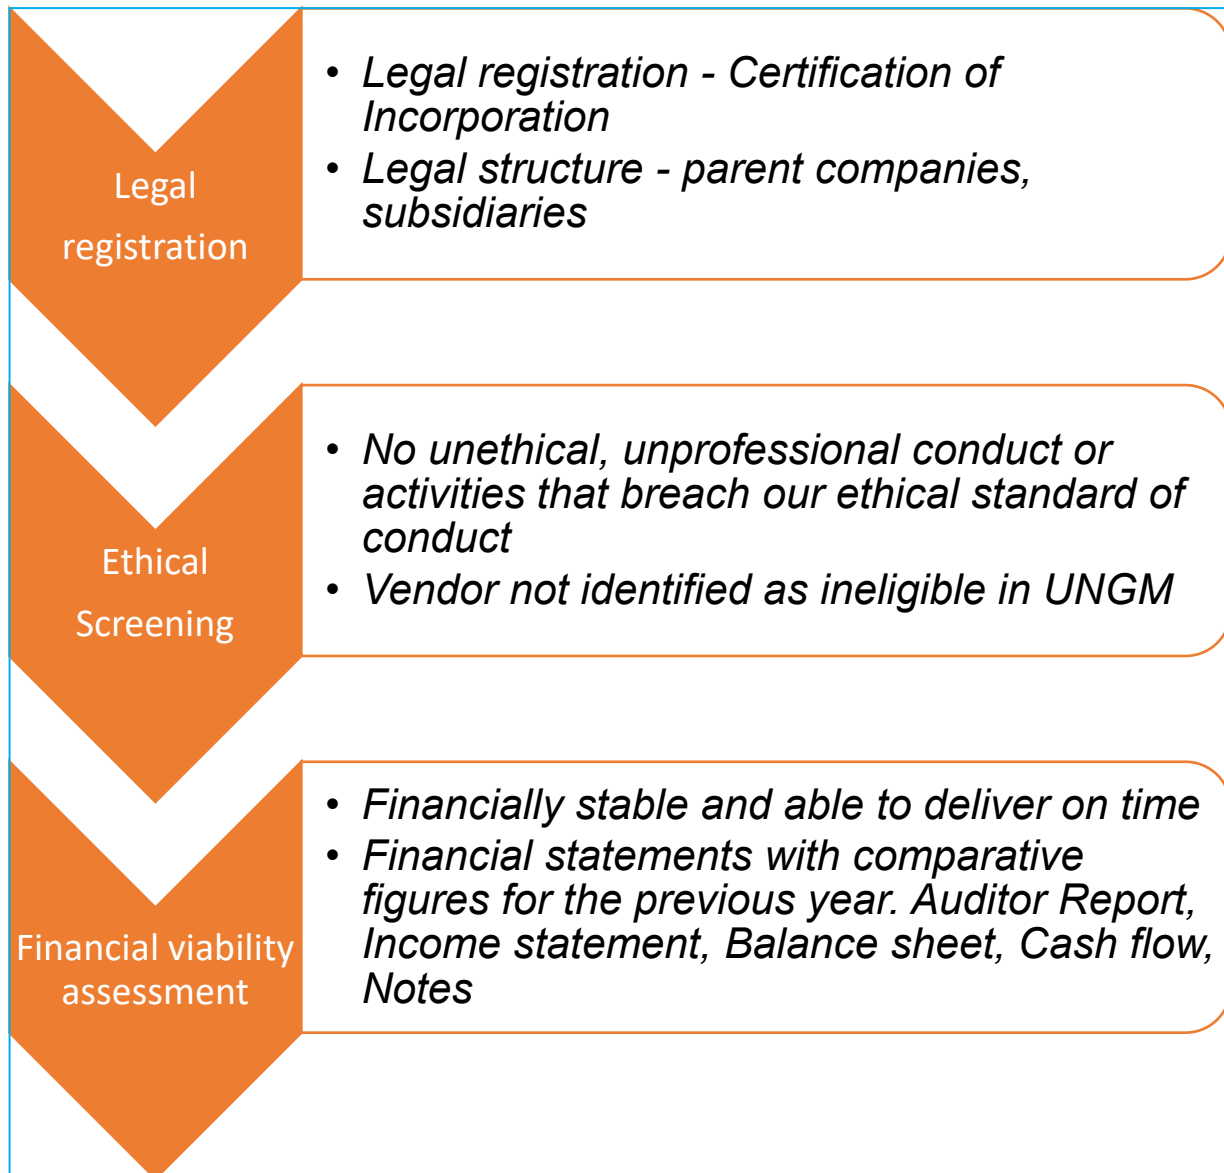 Legal
registration
• Legal registration - Certification of
Incorporation
• Legal structure - parent companies,
subsidiaries
Ethical
Screening
• No unethical, unprofessional conduct or
activities that breach our ethical standard of
conduct
• Vendor not identified as ineligible in UNGM
Financial viability
assessment
• Financially stable and able to deliver on time
• Financial statements with comparative
figures for the previous year. Auditor Report,
Income statement, Balance sheet, Cash flow,
Notes